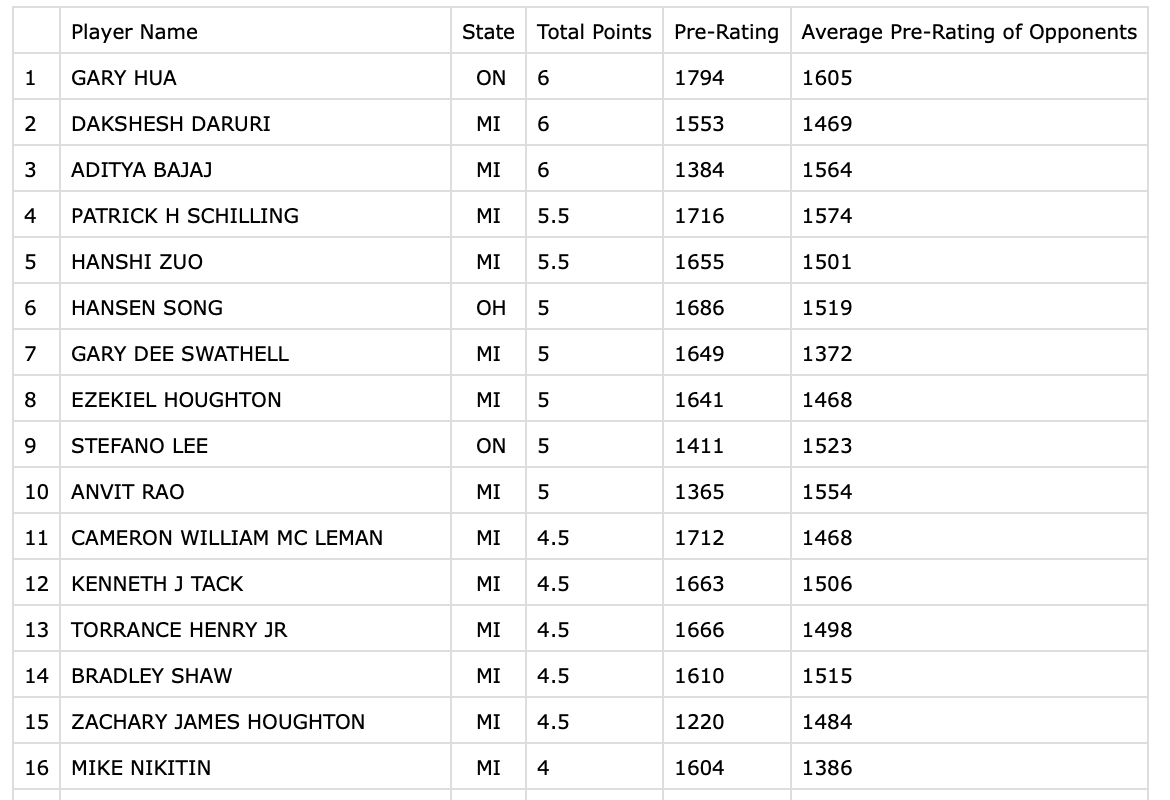 Player Name State Total Points Pre-Rating Average Pre-Rating of Opponents
1 GARY HUA ON 6 1794 1605
2 DAKSHESH DARURI MI 6 1553 1469
3 ADITYA BAJAJ MI 6 1384 1564
4 PATRICK H SCHILLING MI 5.5 1716 1574
5 HANSHI ZUO MI 5.5 1655 1501
6 HANSEN SONG OH 5 1686 1519
7 GARY DEE SWATHELL MI 5 1649 1372
8 EZEKIEL HOUGHTON MI 5 1641 1468
9 STEFANO LEE ON 5 1411 1523
10 ANVIT RAO MI 5 1365 1554
11 CAMERON WILLIAM MC LEMAN MI 4.5 1712 1468
12 KENNETH J TACK MI 4.5 1663 1506
13 TORRANCE HENRY JR MI 4.5 1666 1498
14 BRADLEY SHAW MI 4.5 1610 1515
15 ZACHARY JAMES HOUGHTON MI 4.5 1220 1484
16 MIKE NIKITIN MI 4 1604 1386